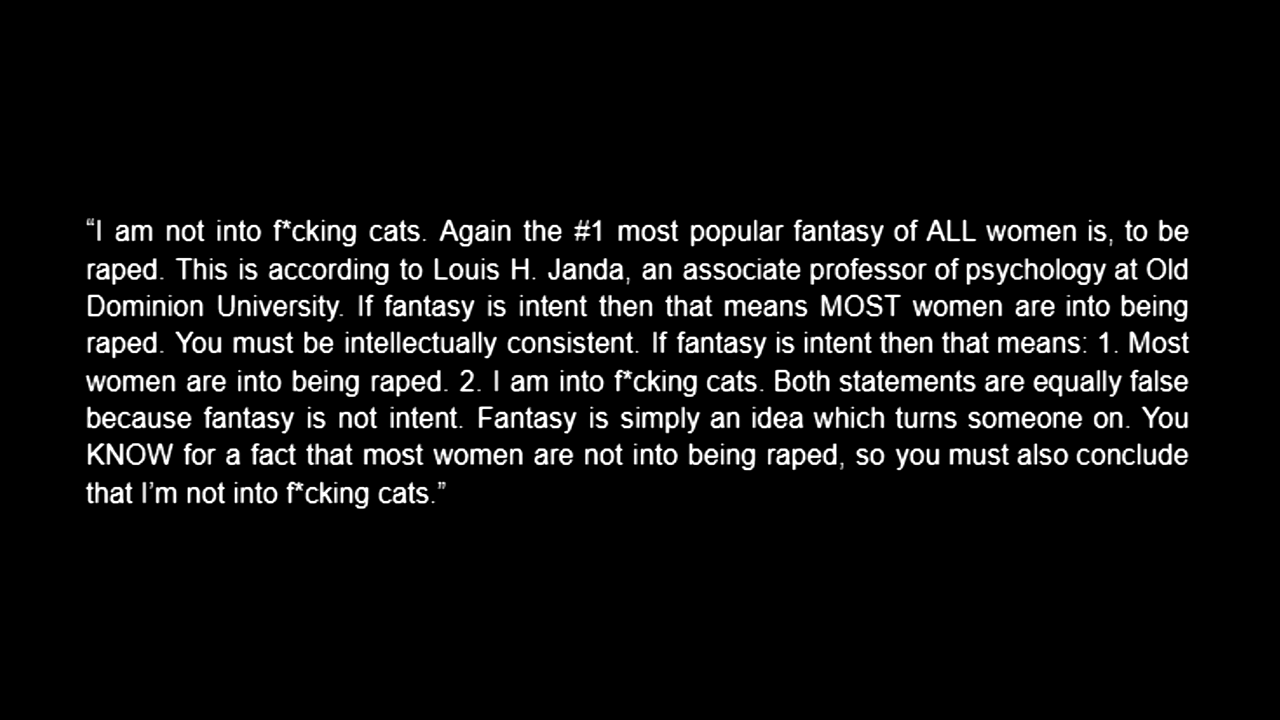 “I am not into f*cking cats. Again the #1 most popular fantasy of ALL women is, to be
raped. This is according to Louis H. Janda, an associate professor of psychology at Old
Dominion University. If fantasy is intent then that means MOST women are into being
raped. You must be intellectually consistent. If fantasy is intent then that means: 1. Most
women are into being raped. 2. I am into f*cking cats. Both statements are equally false
because fantasy is not intent. Fantasy is simply an idea which turns someone on. You
KNOW for a fact that most women are not into being raped, so you must also conclude
that I’m not into f*cking cats.”